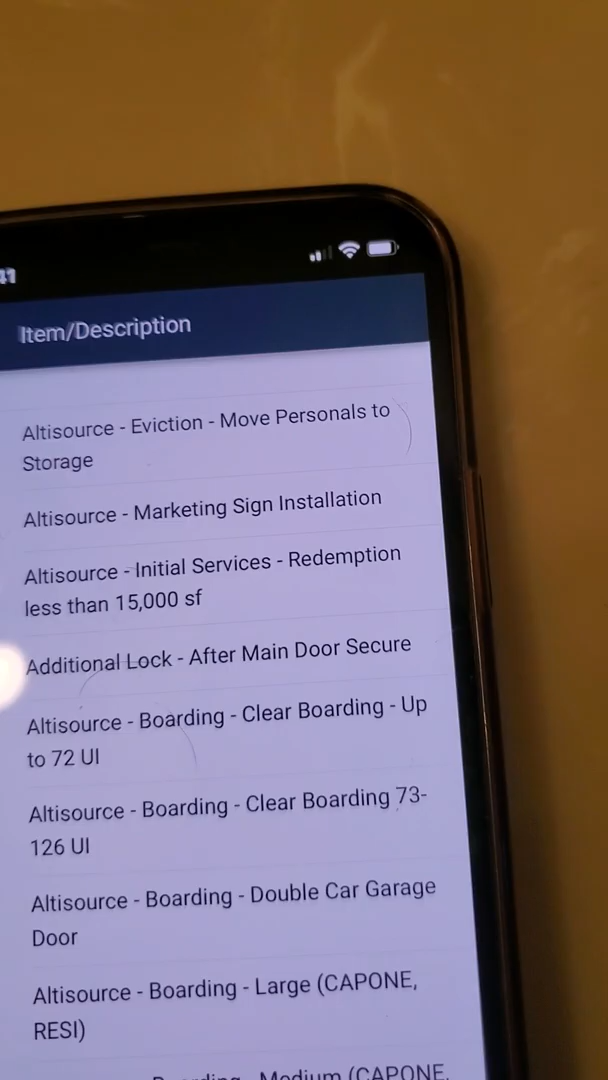 41
Item/Description
Altisource - Eviction - Move Personals to
Storage
Altisource - Marketing Sign Installation
Altisource - Initial Services - Redemption
less than 15,000 sf
Additional Lock - After Main Door Secure
Altisource - Boarding - Clear Boarding - Up
to 72 UI
Altisource - Boarding - Clear Boarding 73-
126 UI
Altisource - Boarding - Double Car Garage
Door
Altisource - Boarding - Large (CAPONE,
RESI)
Boarding - Medium (CAPONE,